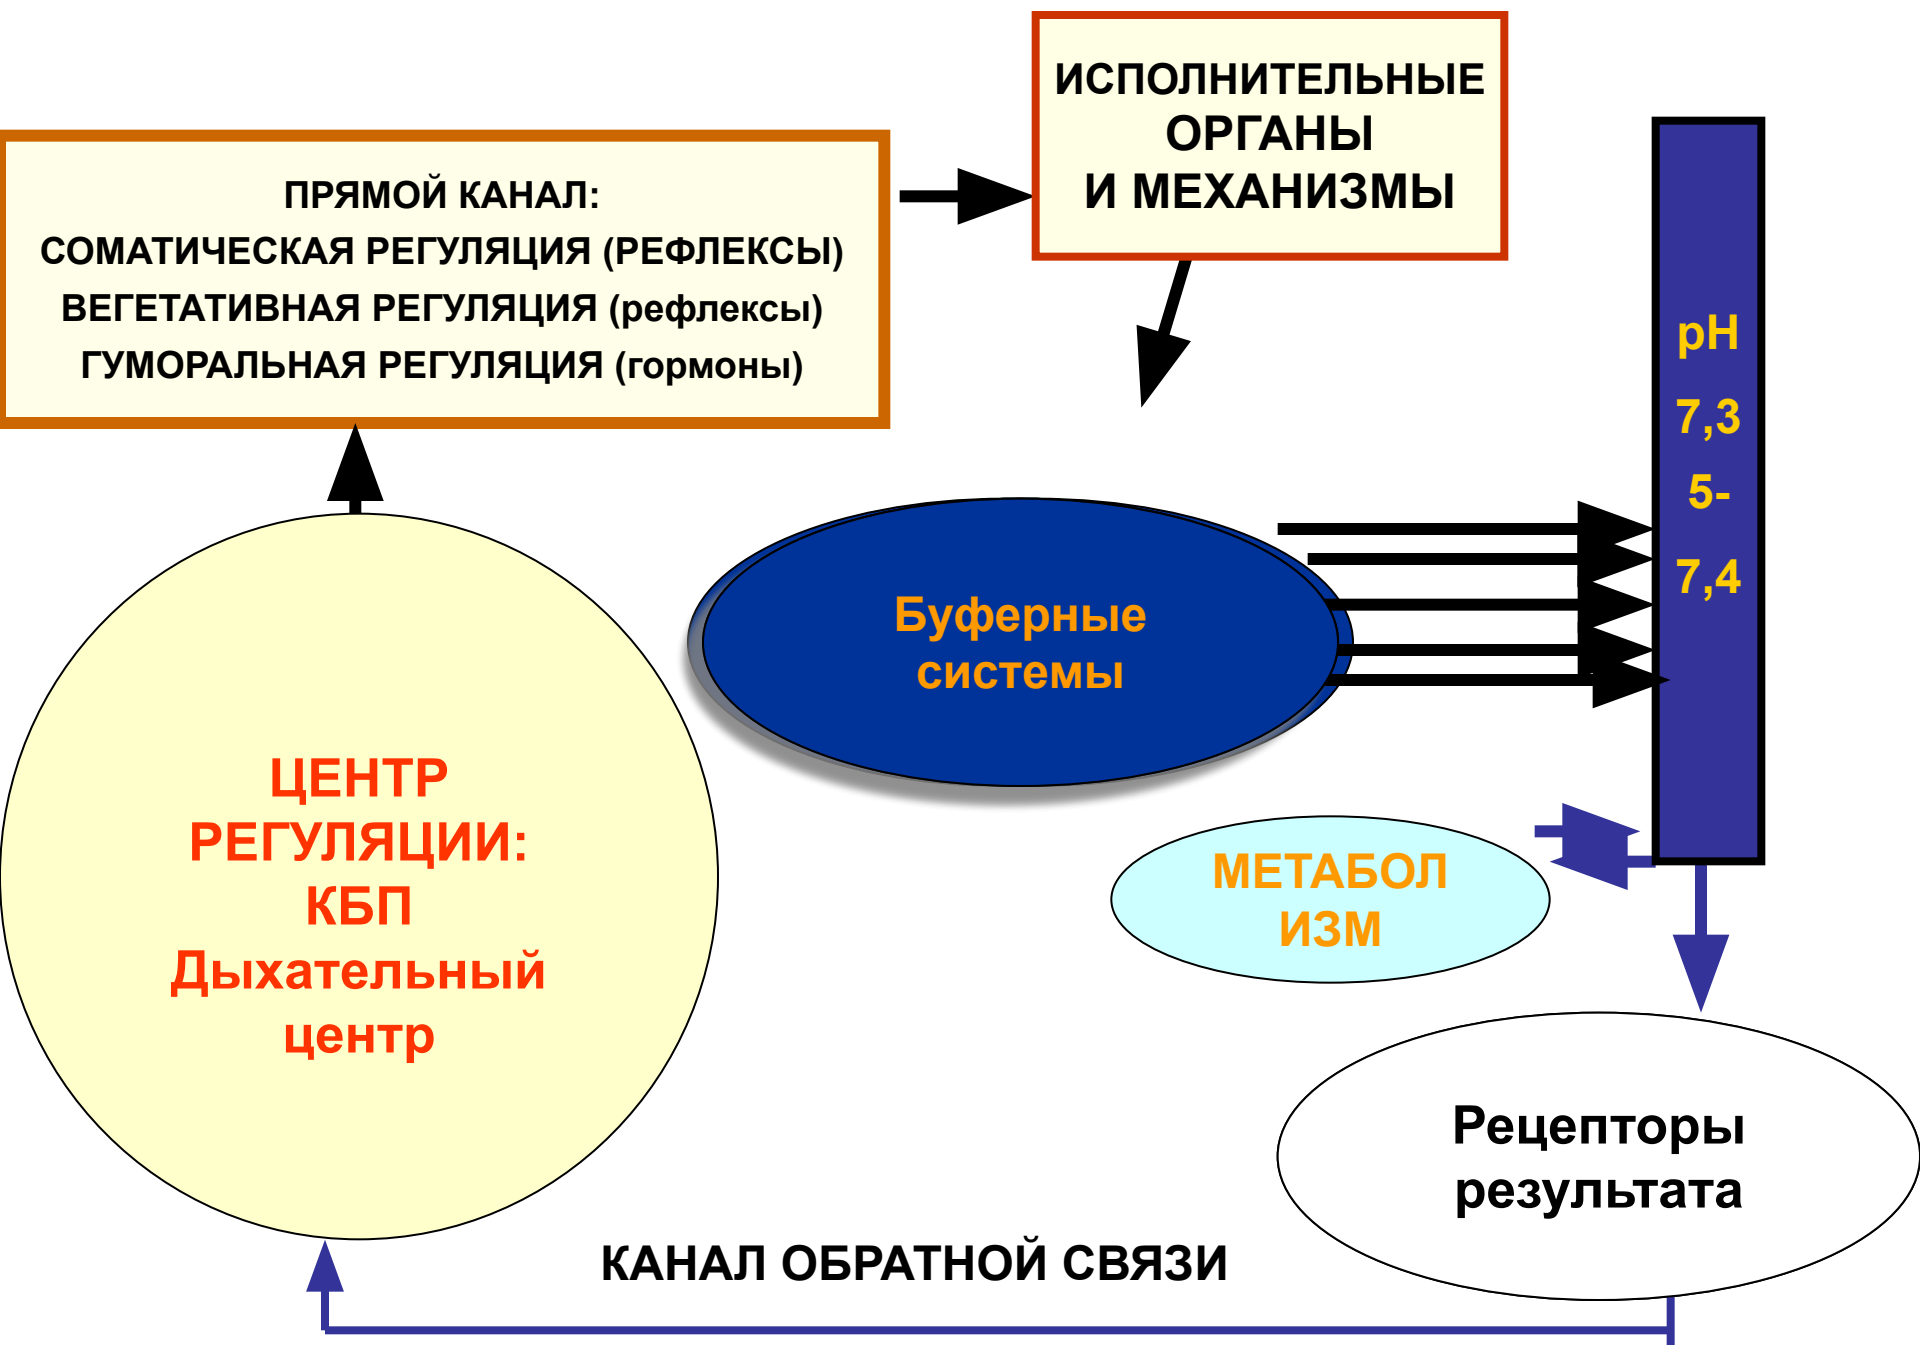 ИСПОЛНИТЕЛЬНЫЕ
ОРГАНЫ
И МЕХАНИЗМЫ
ПРЯМОЙ КАНАЛ:
СОМАТИЧЕСКАЯ РЕГУЛЯЦИЯ (РЕФЛЕКСЫ)
ВЕГЕТАТИВНАЯ РЕГУЛЯЦИЯ (рефлексы)
ГУМОРАЛЬНАЯ РЕГУЛЯЦИЯ (гормоны)
pH
7,3
5-
7,4
Буферные
системы
ЦЕНТР
РЕГУЛЯЦИИ:
КБП
Дыхательный
центр
МЕТАБОЛ
ИЗМ
Рецепторы
результата
КАНАЛ ОБРАТНОЙ СВЯЗИ